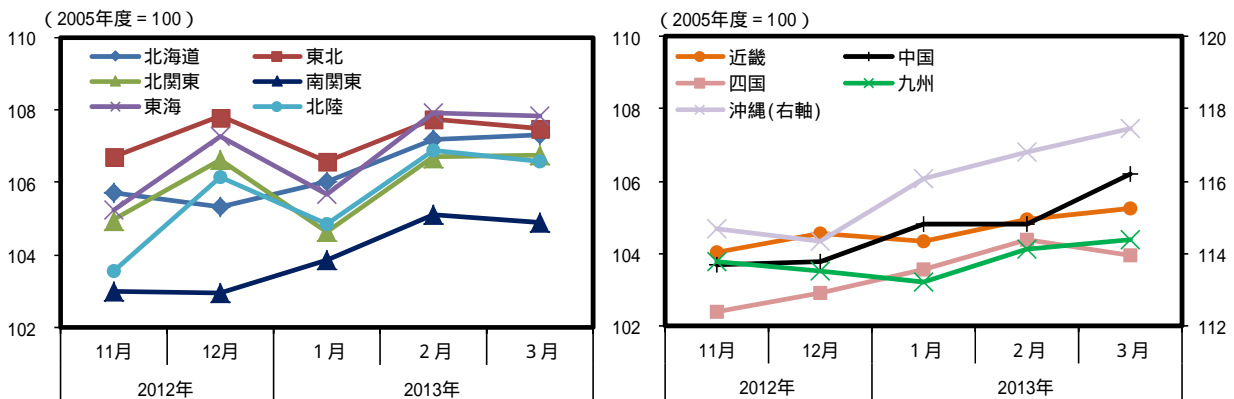 （2005年度＝100）
110
108
106
104
102
北海道
東北
北関東
南関東
東海
北陸
11月
12月
1月
2月
3月
2012年
2013年
（2005年度＝100）
110
108
106
104
102
近畿
中国
四国
九州
沖縄(右軸)
120
118
116
114
112
11月
12月
1月
2月
3月
2012年
2013年